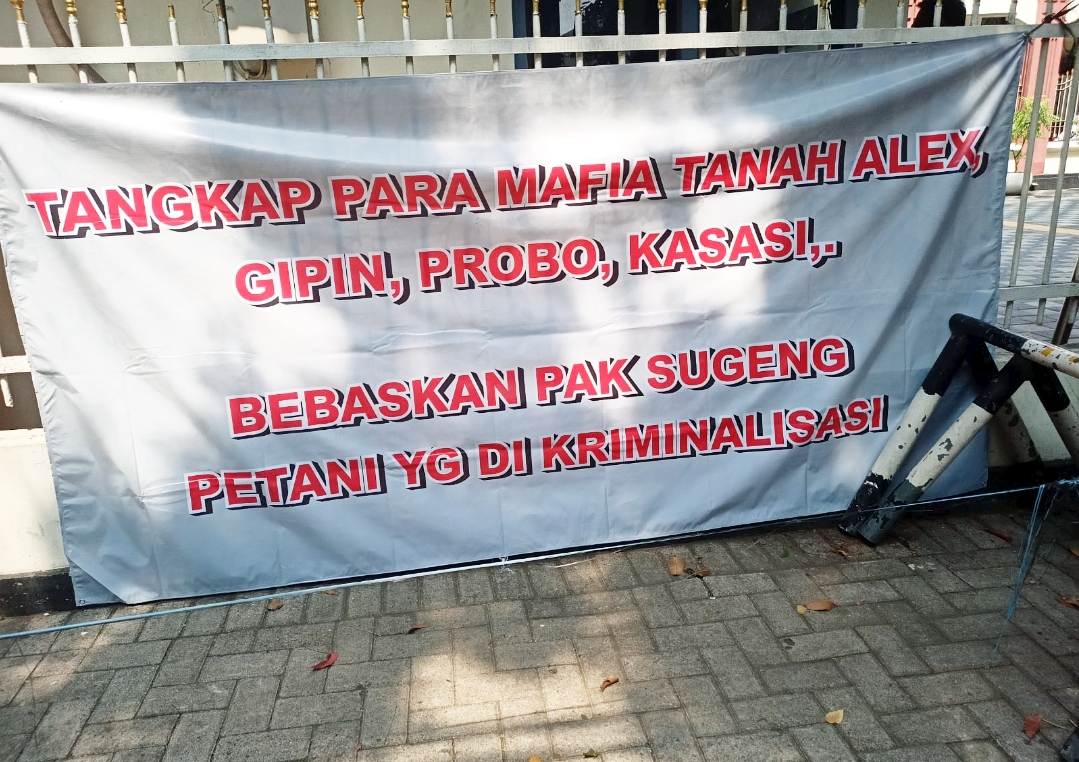 TANGKAP PARA MAFIA TANAH ALEX,
GIPIN, PROBO, KASASI,.
BEBASKAN PAK SUGENG
PETANI YG DI KRIMINALISASI